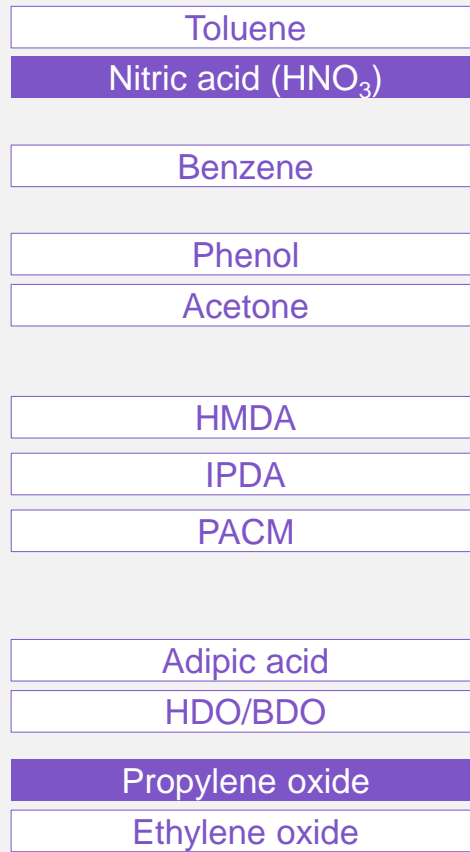 Toluene
Nitric acid (HNO₃)
Benzene
Phenol
Acetone
HMDA
IPDA
PACM
Adipic acid
HDO/BDO
Propylene oxide
Ethylene oxide